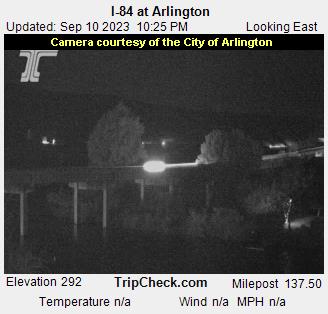 I-84 at Arlington
Updated: Sep 10 2023 10:25 PM Looking East
Camera courtesy of the City of Arlington
Elevation 292 TripCheck.com Milepost 137.50
Temperature n/a Wind n/a MPH n/a